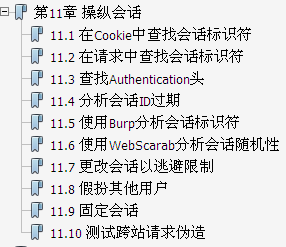 第11章 操纵会话
11.1 在Cookie中查找会话标识符
11.2 在请求中查找会话标识符
11.3 查找Authentication头
11.4 分析会话ID过期
11.5 使用Burp分析会话标识符
11.6 使用WebScarab分析会话随机性
11.7 更改会话以逃避限制
11.8 假扮其他用户
11.9 固定会话
11.10 测试跨站请求伪造